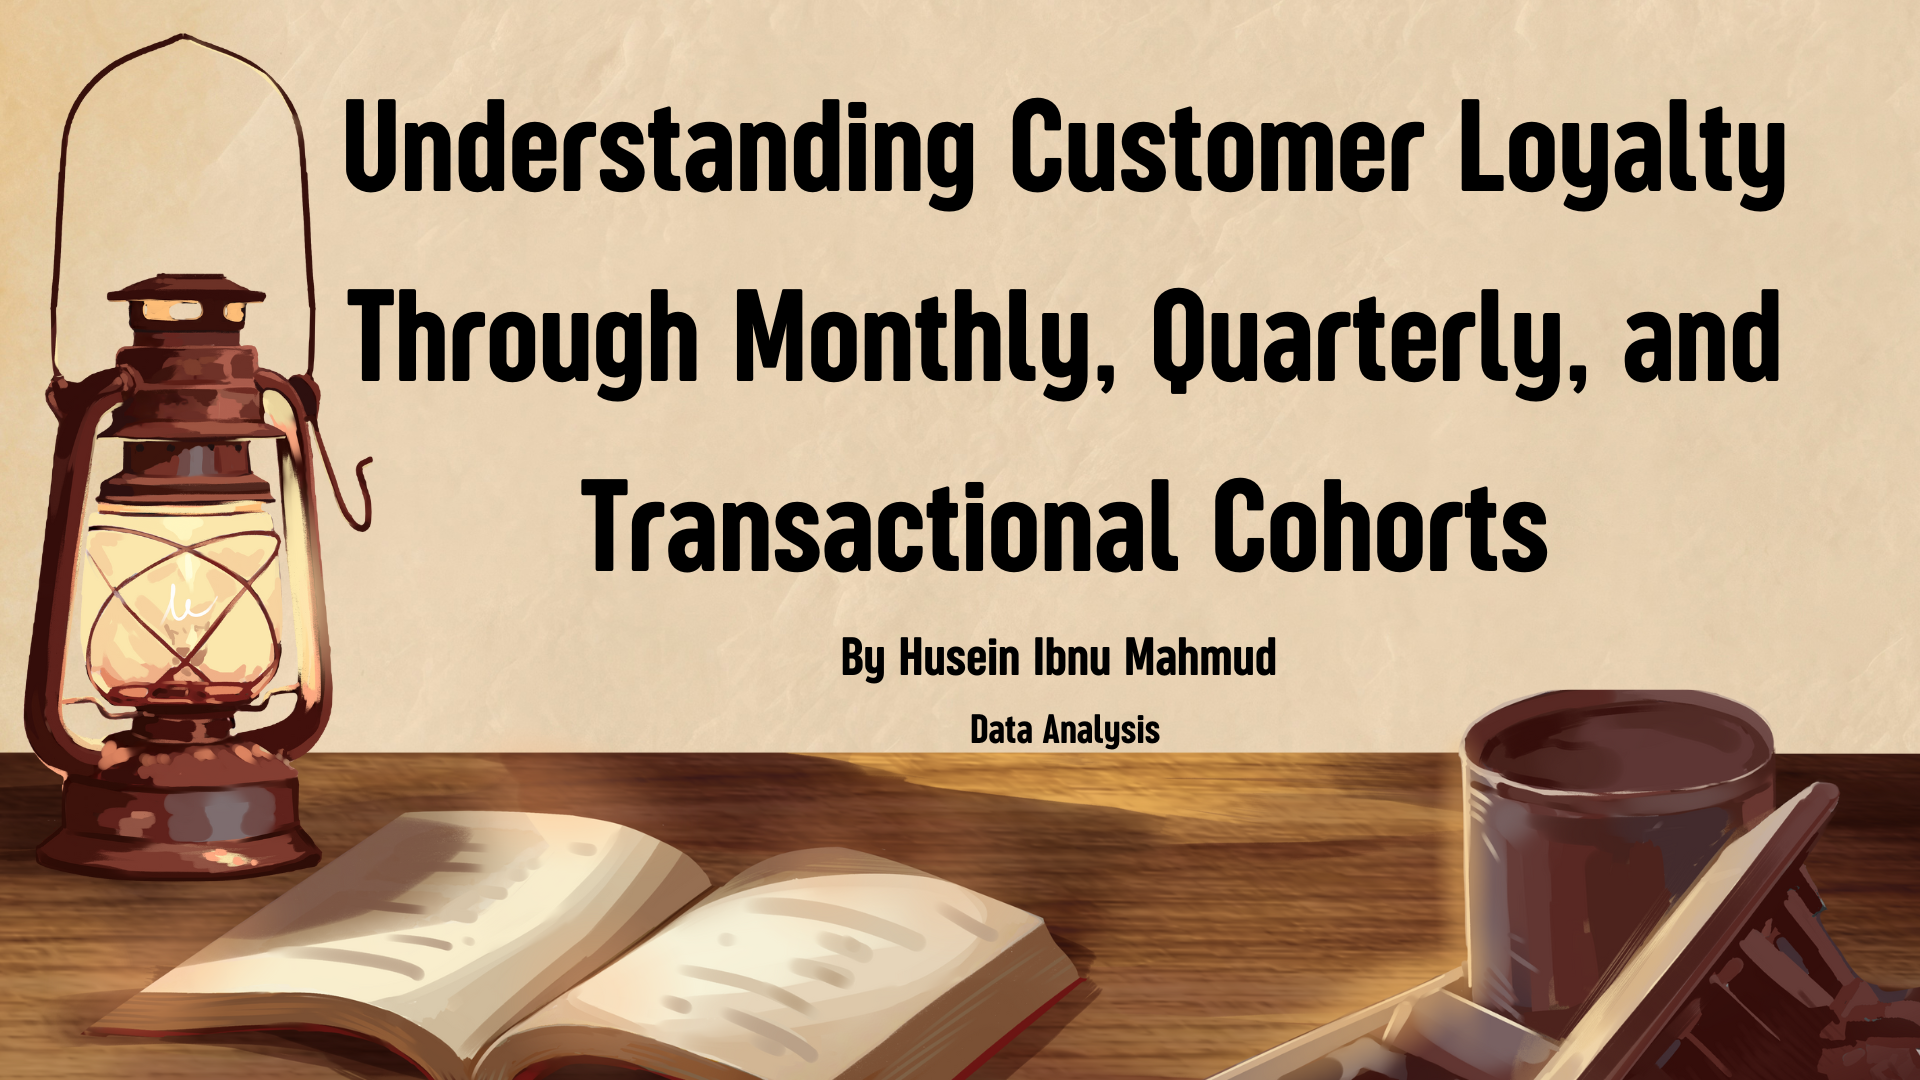 Understanding Customer Loyalty
Through Monthly, Quarterly, and
Transactional Cohorts
By Husein Ibnu Mahmud
Data Analysis